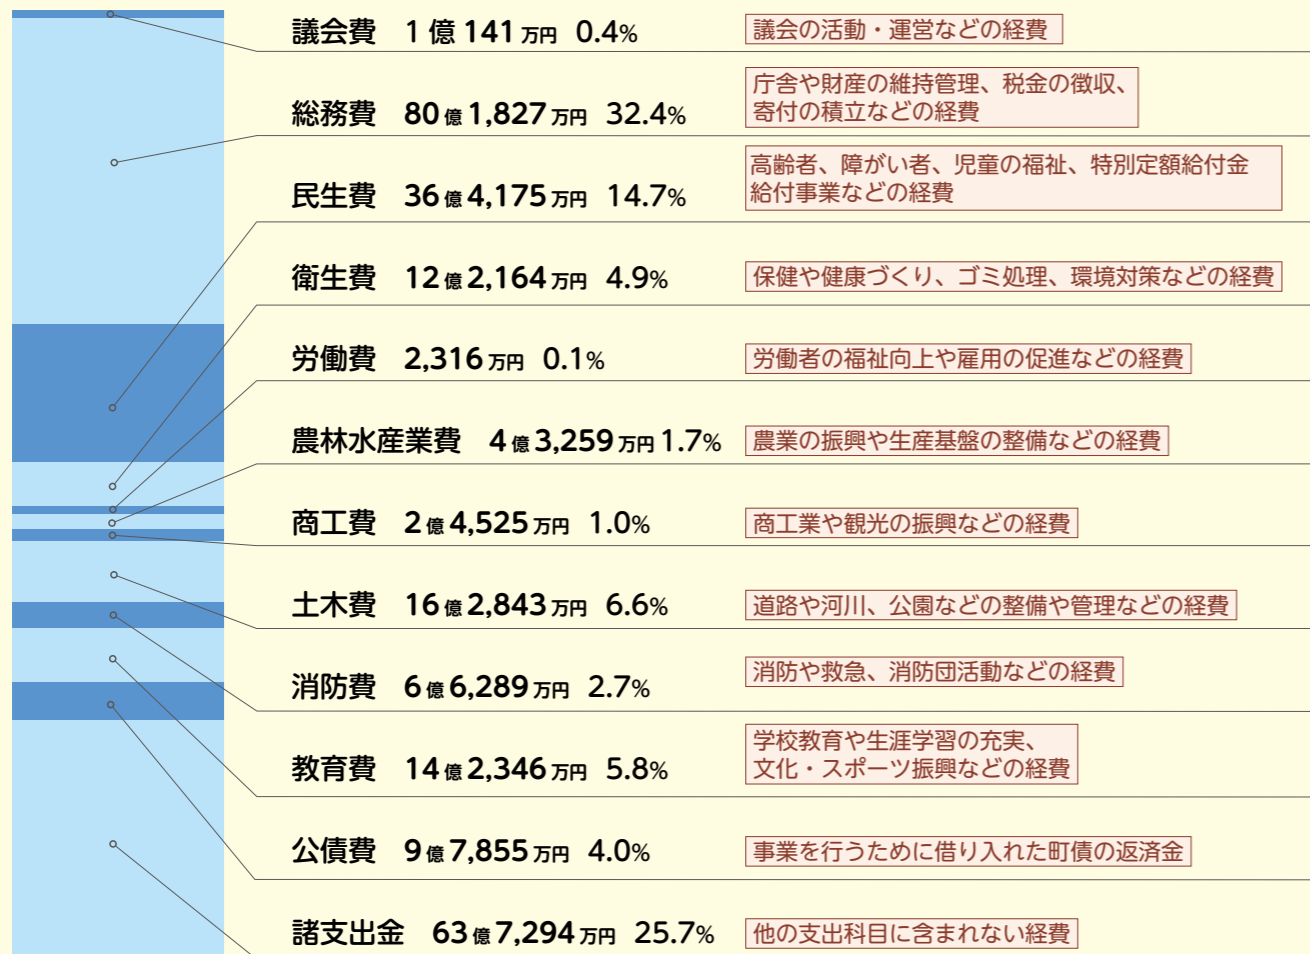 議会費 1億141万円 0.4% 議会の活動・運営などの経費
総務費 80億1,827万円 32.4% 庁舎や財産の維持管理、税金の徴収、
寄付の積立などの経費
民生費 36億4,175万円 14.7% 高齢者、障がい者、児童の福祉、特別定額給付金
給付事業などの経費
衛生費 12億2,164万円 4.9% 保健や健康づくり、ゴミ処理、環境対策などの経費
労働費 2,316万円 0.1% 労働者の福祉向上や雇用の促進などの経費
農林水産業費 4億3,259万円 1.7% 農業の振興や生産基盤の整備などの経費
商工費 2億4,525万円 1.0% 商工業や観光の振興などの経費
土木費 16億2,843万円 6.6% 道路や河川、公園などの整備や管理などの経費
消防費 6億6,289万円 2.7% 消防や救急、消防団活動などの経費
教育費 14億2,346万円 5.8% 学校教育や生涯学習の充実、
文化・スポーツ振興などの経費
公債費 9億7,855万円 4.0% 事業を行うために借り入れた町債の返済金
諸支出金 63億7,294万円 25.7% 他の支出科目に含まれない経費